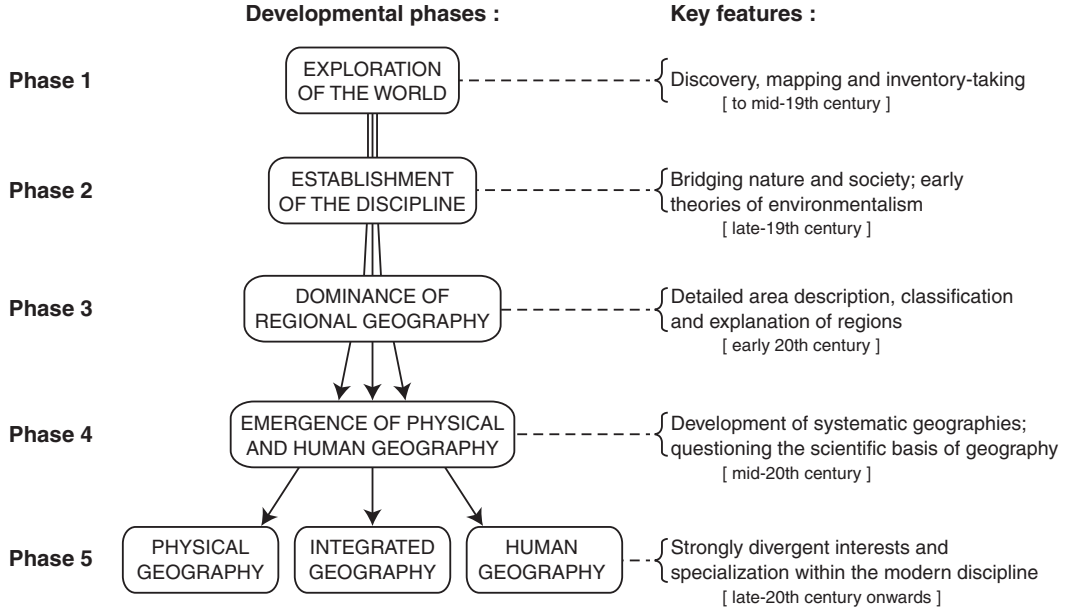 Developmental phases :
Key features :
Phase 1
EXPLORATION
OF THE WORLD
Discovery, mapping and inventory-taking
[ to mid-19th century ]
Phase 2
ESTABLISHMENT
OF THE DISCIPLINE
Bridging nature and society; early
theories of environmentalism
[ late-19th century ]
Phase 3
DOMINANCE OF
REGIONAL GEOGRAPHY
Detailed area description, classification
and explanation of regions
[ early 20th century ]
Phase 4
EMERGENCE OF PHYSICAL
AND HUMAN GEOGRAPHY
Development of systematic geographies;
questioning the scientific basis of geography
[ mid-20th century ]
Phase 5
PHYSICAL
GEOGRAPHY
INTEGRATED
GEOGRAPHY
HUMAN
GEOGRAPHY
Strongly divergent interests and
specialization within the modern discipline
[ late-20th century onwards ]